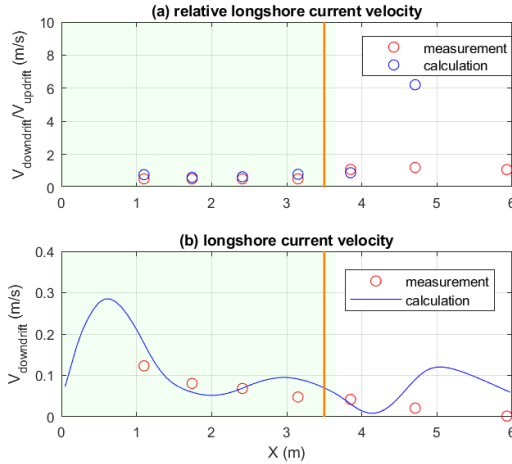 (a) relative longshore current velocity
10
8
6
4
2
0
V_downdrift/V_updrift (m/s)
measurement
calculation
0 1 2 3 4 5 6
(b) longshore current velocity
0.4
0.3
0.2
0.1
0
V_downdrift (m/s)
measurement
calculation
0 1 2 3 4 5 6
X (m)